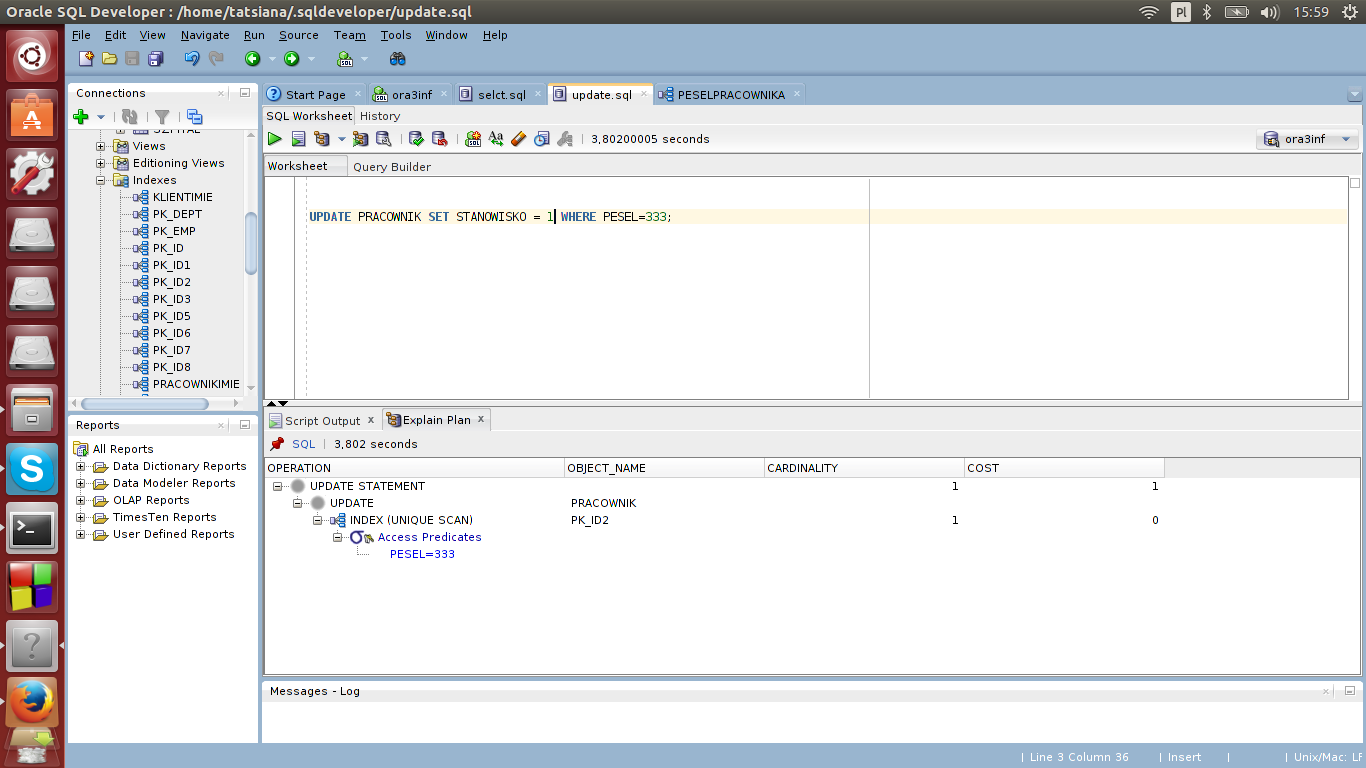 Oracle SQL Developer : /home/tatsiana/.sqldeveloper/update.sql
Pl
15:59
File Edit View Navigate Run Source Team Tools Window Help
Connections
SZPITAL
Views
Editioning Views
Indexes
KLIENTIMIE
PK_DEPT
PK_EMP
PK_ID
PK_ID1
PK_ID2
PK_ID3
PK_ID5
PK_ID6
PK_ID7
PK_ID8
PRACOWNIKIMIE
Reports
All Reports
Data Dictionary Reports
Data Modeler Reports
OLAP Reports
TimesTen Reports
User Defined Reports
Start Page
ora3inf
selct.sql
update.sql
PESELPRACOWNIKA
SQL Worksheet History
3,80200005 seconds
ora3inf
Worksheet Query Builder
UPDATE PRACOWNIK SET STANOWISKO = 1 WHERE PESEL=333;
Script Output x
Explain Plan x
SQL | 3,802 seconds
OPERATION OBJECT_NAME CARDINALITY COST
UPDATE STATEMENT 1 1
UPDATE PRACOWNIK
INDEX (UNIQUE SCAN) PK_ID2 1 0
Access Predicates
PESEL=333
Messages - Log
| Line 3 Column 36 | Insert | | Unix/Mac: LF